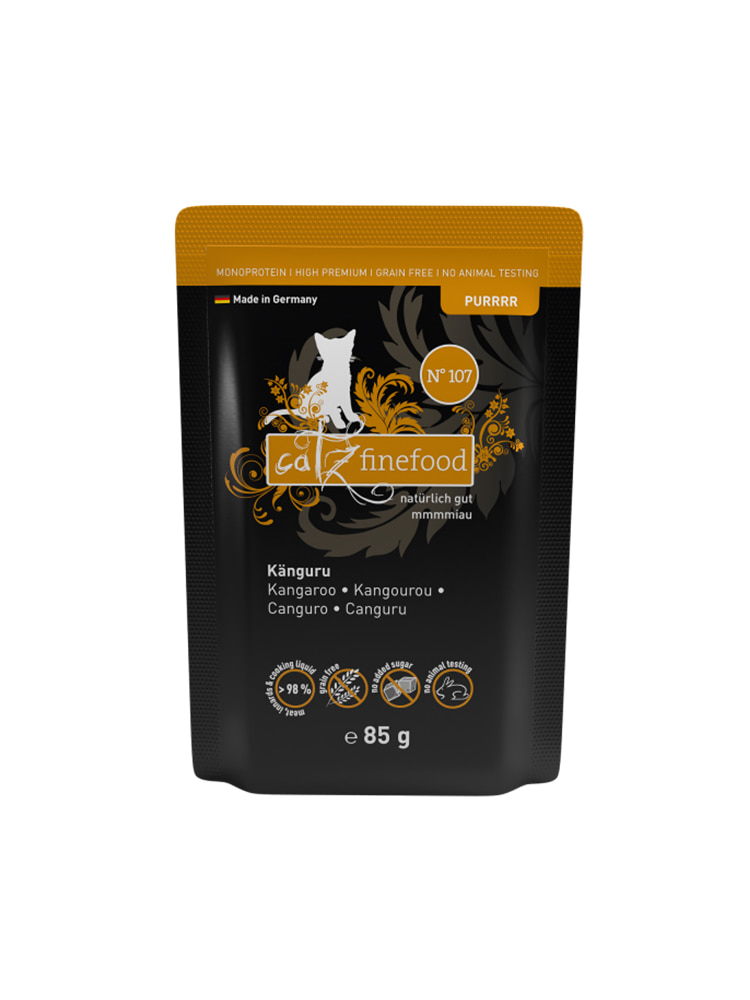 MONOPROTEIN | HIGH PREMIUM | GRAIN FREE | NO ANIMAL TESTING
Made in Germany
PURRRR
N° 107
catz finefood
natürlich gut
mmmmiau
Känguru
Kangaroo • Kangourou •
Canguro • Canguru
meat, innards & cooking liquid
> 98 %
grain free
no added sugar
no animal testing
℮ 85 g